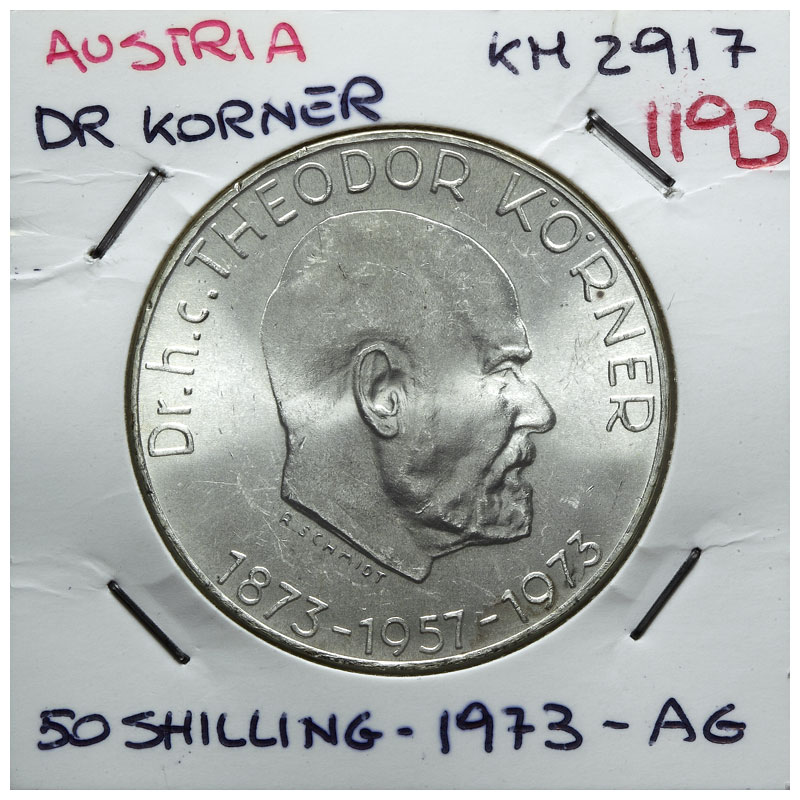 AUSTRIA
KM 2917
1193
DR KORNER
Dr.h.c. THEODOR KÖRNER
R. SCHMIDT
1873-1957-1973
50 SHILLING - 1973 - AG